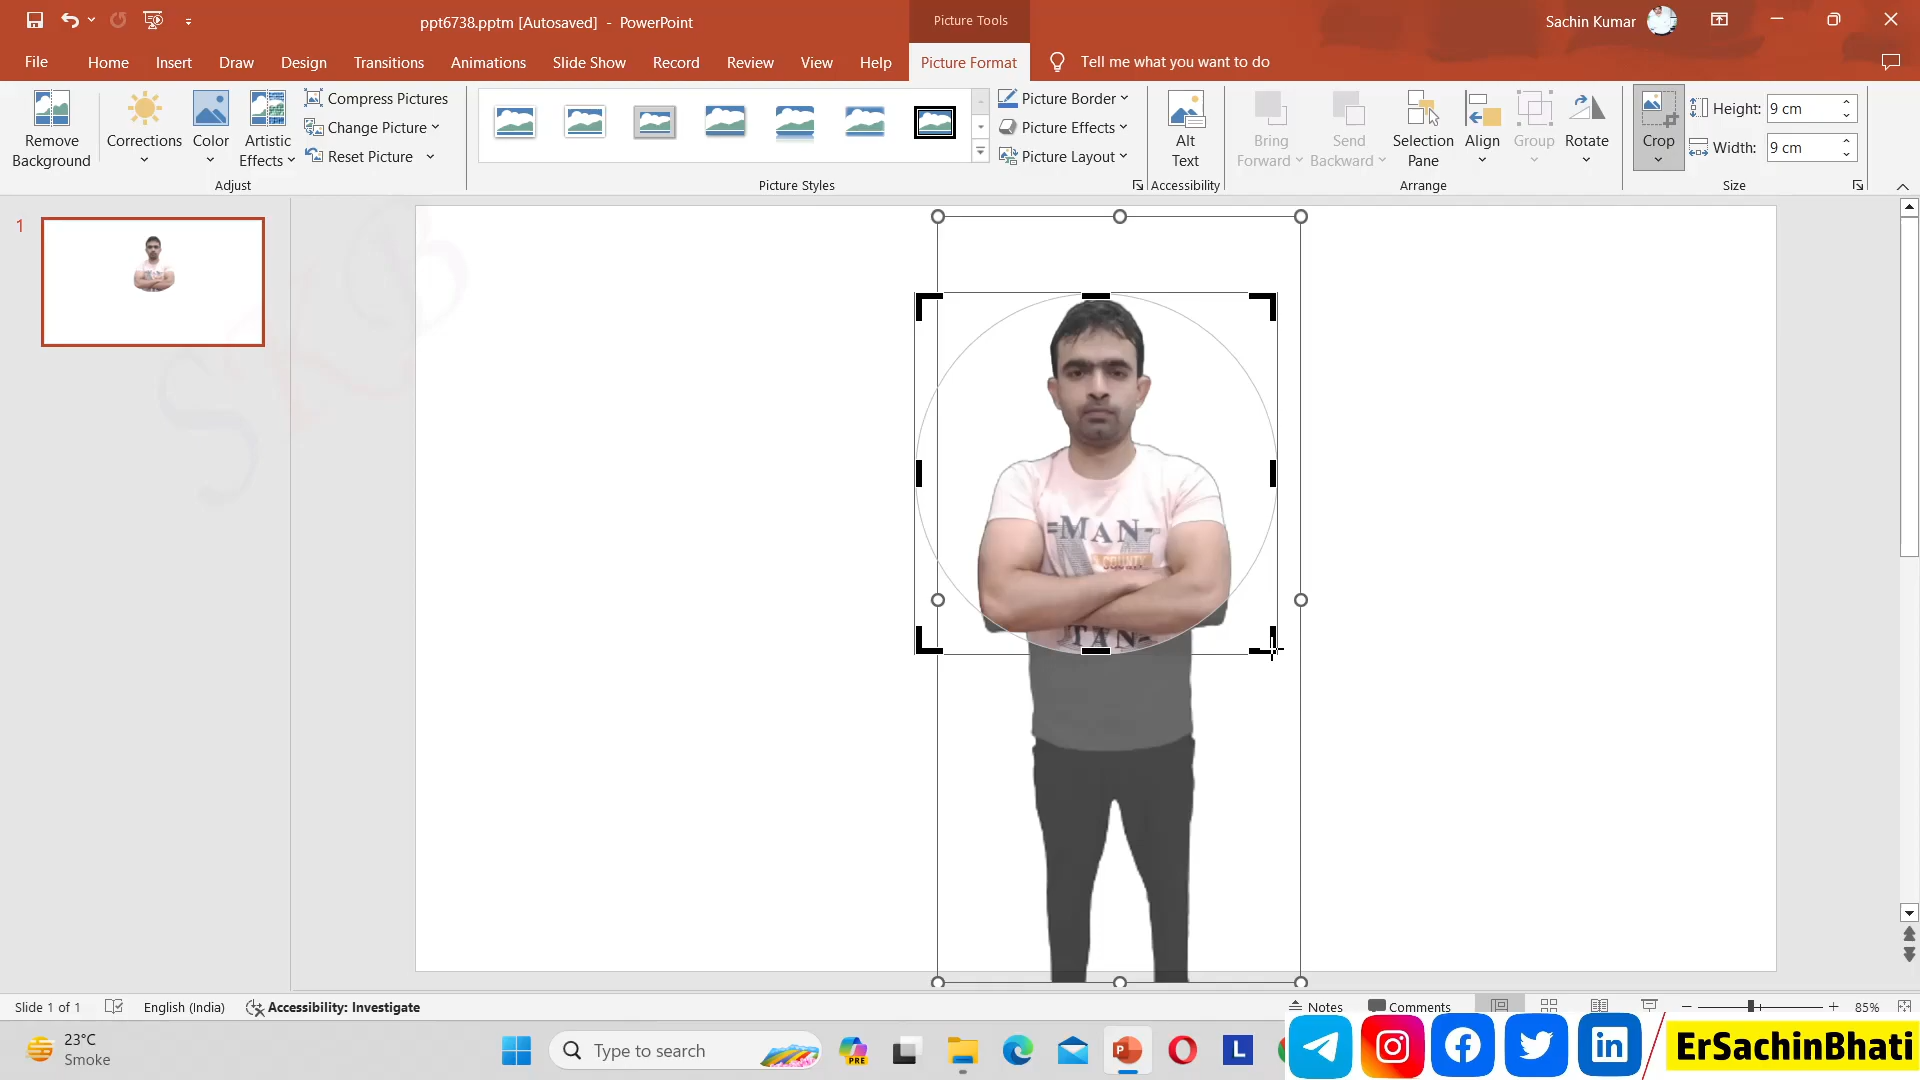 ppt6738.pptm [Autosaved] - PowerPoint
Picture Tools
Sachin Kumar
File
Home
Insert
Draw
Design
Transitions
Animations
Slide Show
Record
Review
View
Help
Picture Format
Tell me what you want to do
Remove
Background
Corrections
Color
Artistic
Effects
Compress Pictures
Change Picture
Reset Picture
Adjust
Picture Styles
Picture Border
Picture Effects
Picture Layout
Alt
Text
Accessibility
Bring
Forward
Send
Backward
Selection
Pane
Align
Group
Rotate
Arrange
Crop
Height:
9 cm
Width:
9 cm
Size
1
MAN
COUNTY
TAN
Slide 1 of 1
English (India)
Accessibility: Investigate
Notes
Comments
85%
23°C
Smoke
Type to search
PRE
L
in
ErSachinBhati